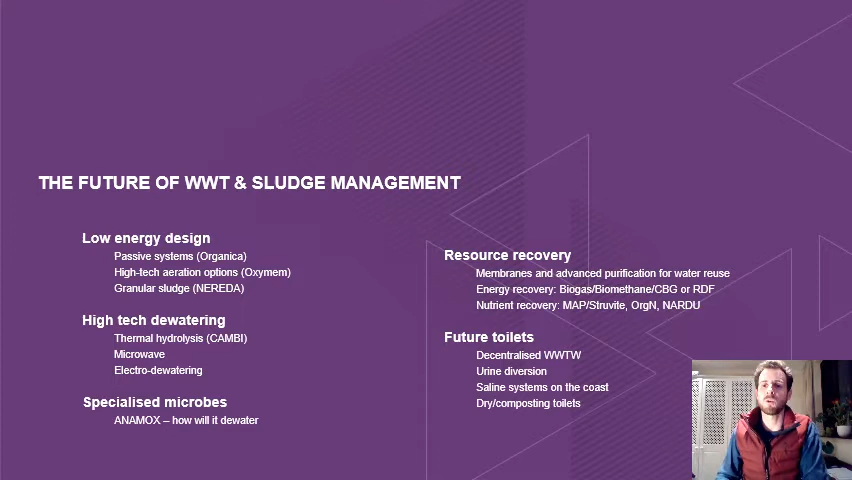 THE FUTURE OF WWT & SLUDGE MANAGEMENT
Low energy design
Passive systems (Organica)
High-tech aeration options (Oxymem)
Granular sludge (NEREDA)
High tech dewatering
Thermal hydrolysis (CAMBI)
Microwave
Electro-dewatering
Specialised microbes
ANAMOX – how will it dewater
Resource recovery
Membranes and advanced purification for water reuse
Energy recovery: Biogas/Biomethane/CBG or RDF
Nutrient recovery: MAP/Struvite, OrgN, NARDU
Future toilets
Decentralised WWTW
Urine diversion
Saline systems on the coast
Dry/composting toilets